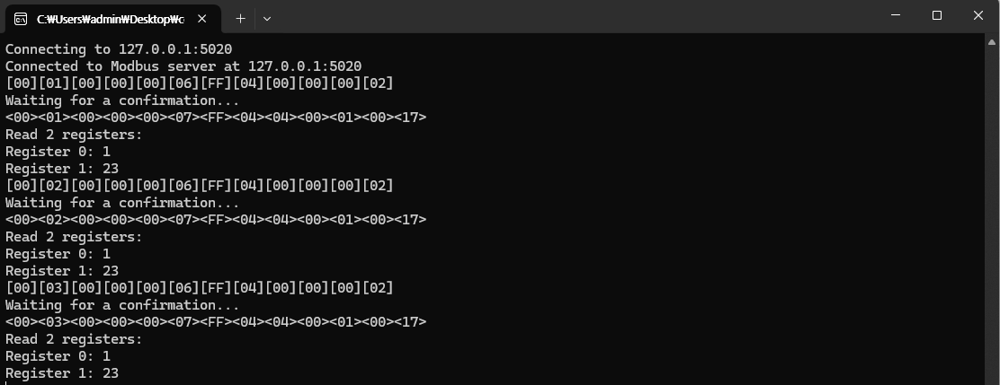 C:₩Users₩admin₩Desktop₩c
Connecting to 127.0.0.1:5020
Connected to Modbus server at 127.0.0.1:5020
[00][01][00][00][00][06][FF][04][00][00][00][02]
Waiting for a confirmation...
<00><01><00><00><00><07><FF><04><04><00><01><00><17>
Read 2 registers:
Register 0: 1
Register 1: 23
[00][02][00][00][00][06][FF][04][00][00][00][02]
Waiting for a confirmation...
<00><02><00><00><00><07><FF><04><04><00><01><00><17>
Read 2 registers:
Register 0: 1
Register 1: 23
[00][03][00][00][00][06][FF][04][00][00][00][02]
Waiting for a confirmation...
<00><03><00><00><00><07><FF><04><04><00><01><00><17>
Read 2 registers:
Register 0: 1
Register 1: 23